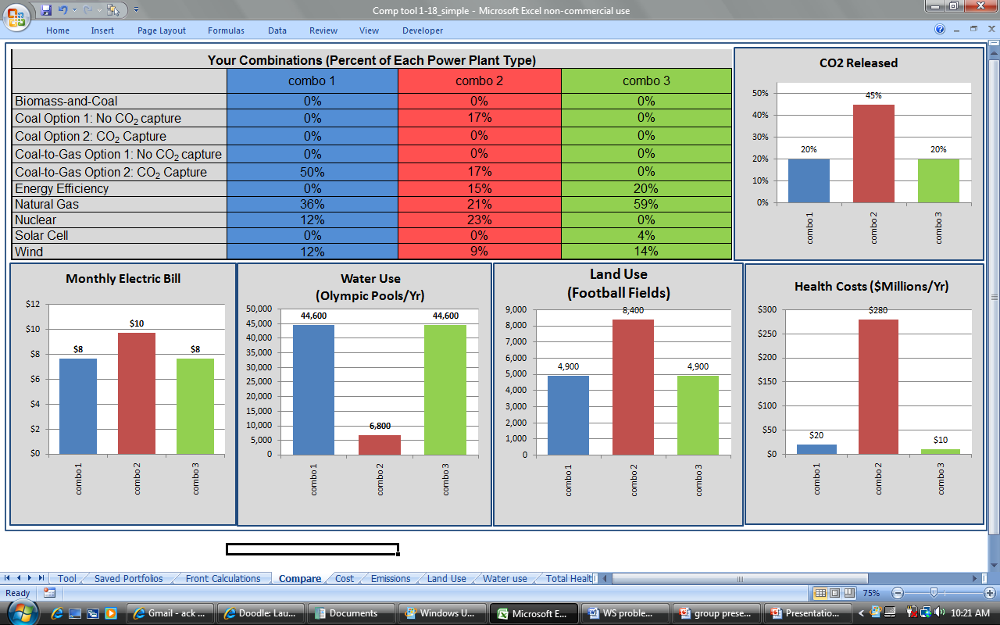 Comp tool 1-18_simple - Microsoft Excel non-commercial use
Home Insert Page Layout Formulas Data Review View Developer
Your Combinations (Percent of Each Power Plant Type)
combo 1 combo 2 combo 3
Biomass-and-Coal 0% 0% 0%
Coal Option 1: No CO2 capture 0% 17% 0%
Coal Option 2: CO2 Capture 0% 0% 0%
Coal-to-Gas Option 1: No CO2 capture 0% 0% 0%
Coal-to-Gas Option 2: CO2 Capture 50% 17% 0%
Energy Efficiency 0% 15% 20%
Natural Gas 36% 21% 59%
Nuclear 12% 23% 0%
Solar Cell 0% 0% 4%
Wind 12% 9% 14%
CO2 Released
50%
40%
30%
20%
10%
0%
20% 45% 20%
combo 1 combo 2 combo 3
Monthly Electric Bill
$12
$10
$8
$6
$4
$2
$0
$8 $10 $8
combo 1 combo 2 combo 3
Water Use
(Olympic Pools/Yr)
50,000
45,000
40,000
35,000
30,000
25,000
20,000
15,000
10,000
5,000
0
44,600 6,800 44,600
combo 1 combo 2 combo 3
Land Use
(Football Fields)
9,000
8,000
7,000
6,000
5,000
4,000
3,000
2,000
1,000
0
4,900 8,400 4,900
combo 1 combo 2 combo 3
Health Costs ($Millions/Yr)
$300
$250
$200
$150
$100
$50
$0
$20 $280 $10
combo 1 combo 2 combo 3
Tool Saved Portfolios Front Calculations Compare Cost Emissions Land Use Water use Total Healt
Ready 75%
Gmail - ack ... Doodle: Lau... Documents Windows U... Microsoft E... WS proble... group prese... Presentatio... 10:21 AM